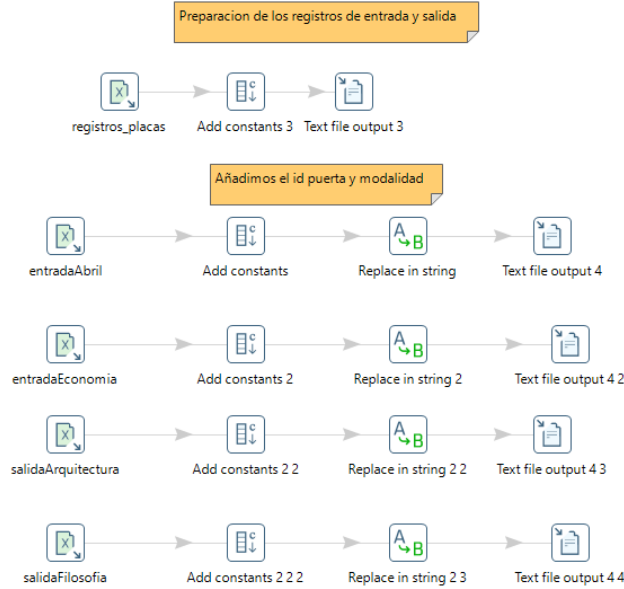 Preparacion de los registros de entrada y salida
registros_placas Add constants 3 Text file output 3
Añadimos el id puerta y modalidad
entradaAbril Add constants Replace in string Text file output 4
entradaEconomia Add constants 2 Replace in string 2 Text file output 4 2
salidaArquitectura Add constants 2 2 Replace in string 2 2 Text file output 4 3
salidaFilosofia Add constants 2 2 2 Replace in string 2 3 Text file output 4 4